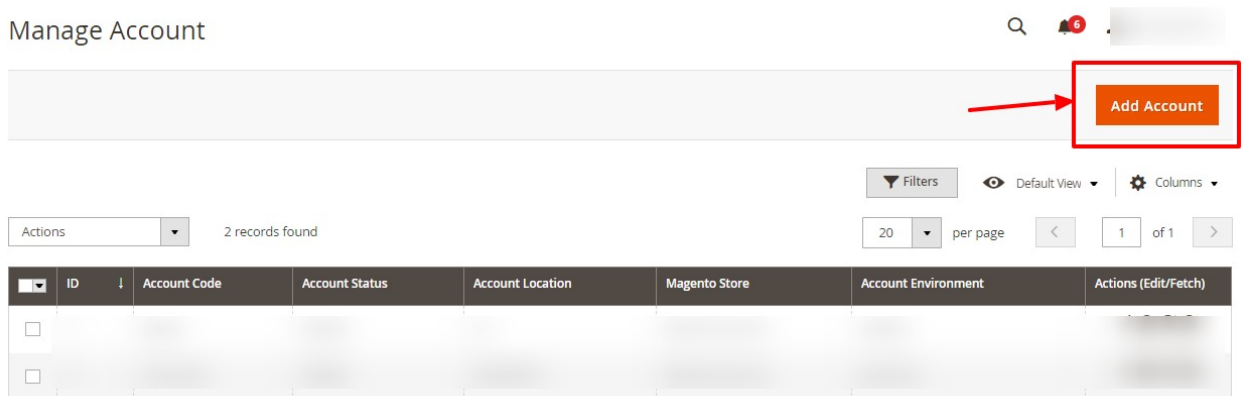 Manage Account
6
Add Account
Filters
Default View
Columns
Actions
2 records found
20
per page
1
of 1
ID
Account Code
Account Status
Account Location
Magento Store
Account Environment
Actions (Edit/Fetch)